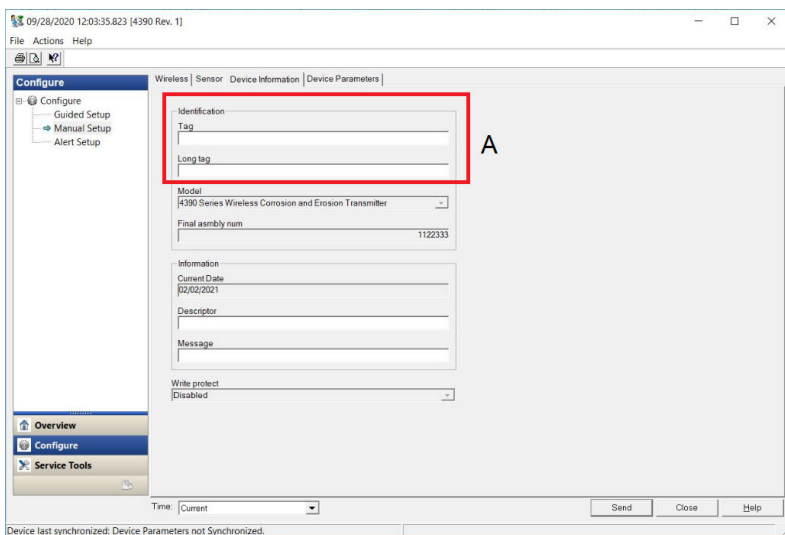 09/28/2020 12:03:35.823 [4390 Rev. 1]
File Actions Help
Configure
Configure
Guided Setup
Manual Setup
Alert Setup
Overview
Configure
Service Tools
Wireless Sensor Device Information Device Parameters
Identification
Tag
Long tag
A
Model
4390 Series Wireless Corrosion and Erosion Transmitter
Final asmbly num
1122333
Information
Current Date
02/02/2021
Descriptor
Message
Write protect
Disabled
Time: Current
Send Close Help
Device last synchronized: Device Parameters not Synchronized.